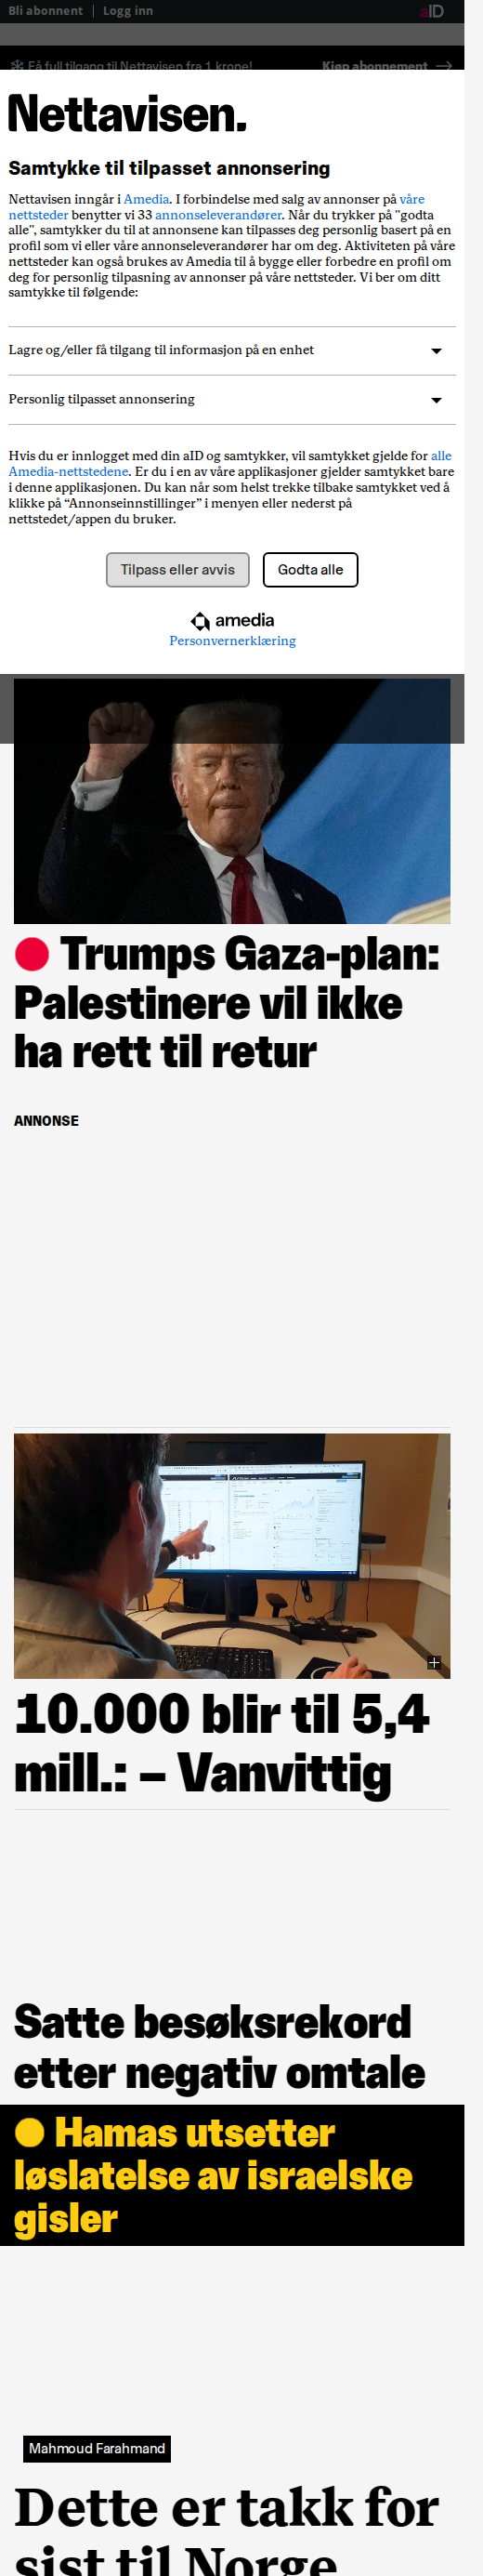 Bli abonnent | Logg inn aID
Få full tilgang til Nettavisen fra 1 krone! Kjøp abonnement →
Nettavisen.
Samtykke til tilpasset annonsering
Nettavisen inngår i Amedia. I forbindelse med salg av annonser på våre
nettsteder benytter vi 33 annonseleverandører. Når du trykker på "godta
alle", samtykker du til at annonsene kan tilpasses deg personlig basert på en
profil som vi eller våre annonseleverandører har om deg. Aktiviteten på våre
nettsteder kan også brukes av Amedia til å bygge eller forbedre en profil om
deg for personlig tilpasning av annonser på våre nettsteder. Vi ber om ditt
samtykke til følgende:
Lagre og/eller få tilgang til informasjon på en enhet
Personlig tilpasset annonsering
Hvis du er innlogget med din aID og samtykker, vil samtykket gjelde for alle
Amedia-nettstedene. Er du i en av våre applikasjoner gjelder samtykket bare
i denne applikasjonen. Du kan når som helst trekke tilbake samtykket ved å
klikke på “Annonseinnstillinger” i menyen eller nederst på
nettstedet/appen du bruker.
Tilpass eller avvis Godta alle
amedia
Personvernerklæring
Trumps Gaza-plan:
Palestinere vil ikke
ha rett til retur
ANNONSE
10.000 blir til 5,4
mill.: – Vanvittig
Satte besøksrekord
etter negativ omtale
Hamas utsetter
løslatelse av israelske
gisler
Mahmoud Farahmand
Dette er takk for
sist til Norge